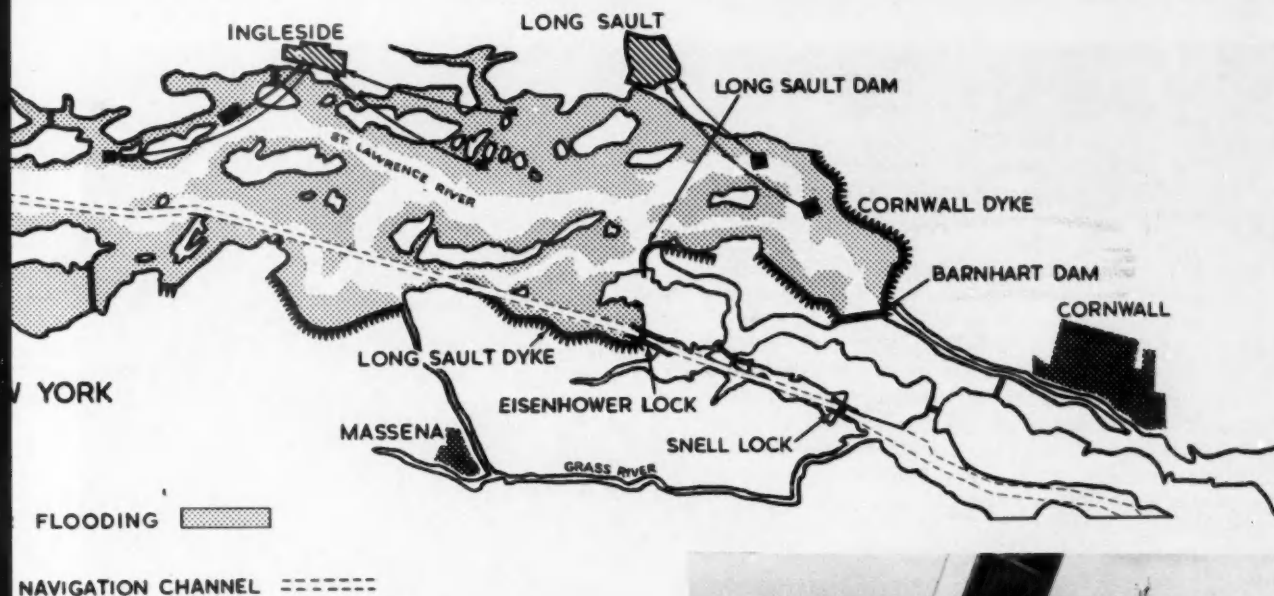 INGLESIDE
LONG SAULT
LONG SAULT DAM
ST. LAWRENCE RIVER
CORNWALL DYKE
BARNHART DAM
CORNWALL
LONG SAULT DYKE
YORK
EISENHOWER LOCK
MASSENA
SNELL LOCK
GRASS RIVER
FLOODING
NAVIGATION CHANNEL